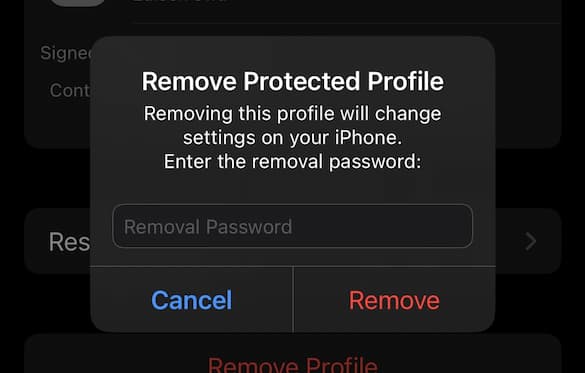 Signed
Cont
Remove Protected Profile
Removing this profile will change
settings on your iPhone.
Enter the removal password:
Removal Password
Res
Cancel
Remove
Remove Profile